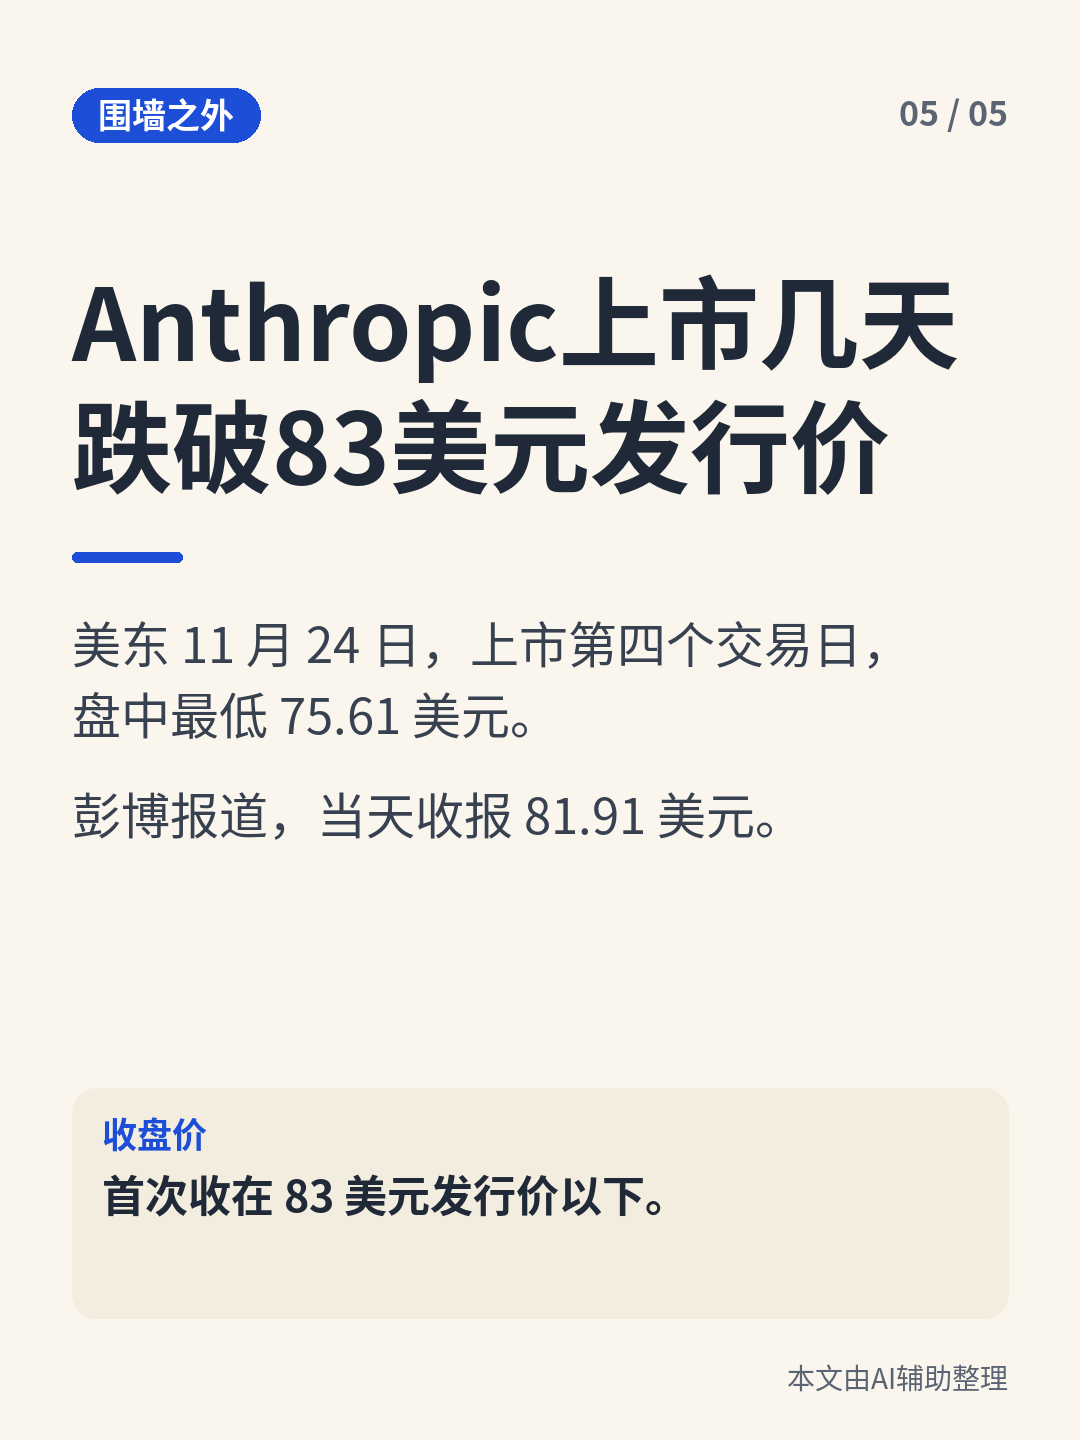 围墙之外
05 / 05
Anthropic上市几天
跌破83美元发行价
美东 11 月 24 日，上市第四个交易日，
盘中最低 75.61 美元。
彭博报道，当天收报 81.91 美元。
收盘价
首次收在 83 美元发行价以下。
本文由AI辅助整理